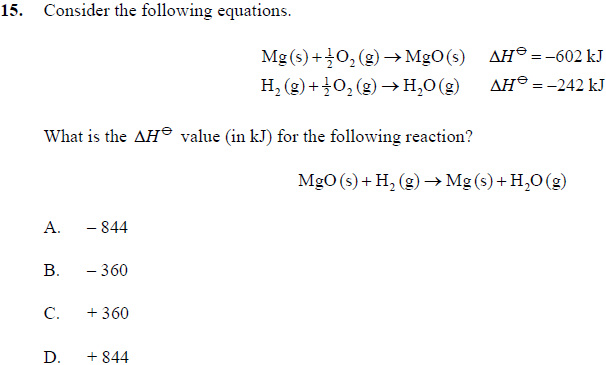 15. Consider the following equations.
Mg(s)+½O₂(g)→MgO(s) ΔH⊖ =−602 kJ
H₂(g)+½O₂(g)→H₂O(g) ΔH⊖ =−242 kJ
What is the ΔH⊖ value (in kJ) for the following reaction?
MgO(s)+H₂(g)→Mg(s)+H₂O(g)
A. − 844
B. − 360
C. + 360
D. + 844